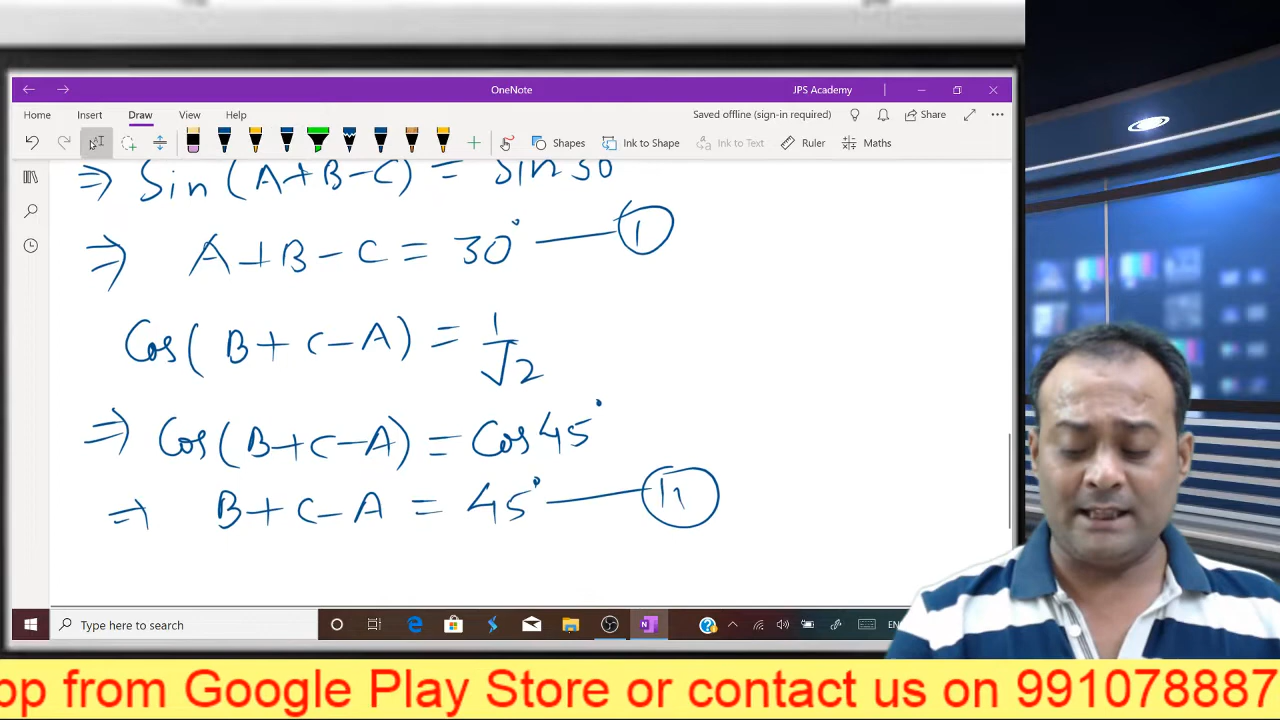 OneNote
JPS Academy
Home Insert Draw View Help
Saved offline (sign-in required)
Share
Shapes
Ink to Shape
Ink to Text
Ruler
Maths
⇒ Sin (A+B-C) = Sin 30
⇒ A+B-C = 30° — I
Cos( B+C-A) = 1/√2
⇒ Cos(B+C-A) = Cos 45°
⇒ B+C-A = 45° — II
Type here to search
pp from Google Play Store or contact us on 991078887